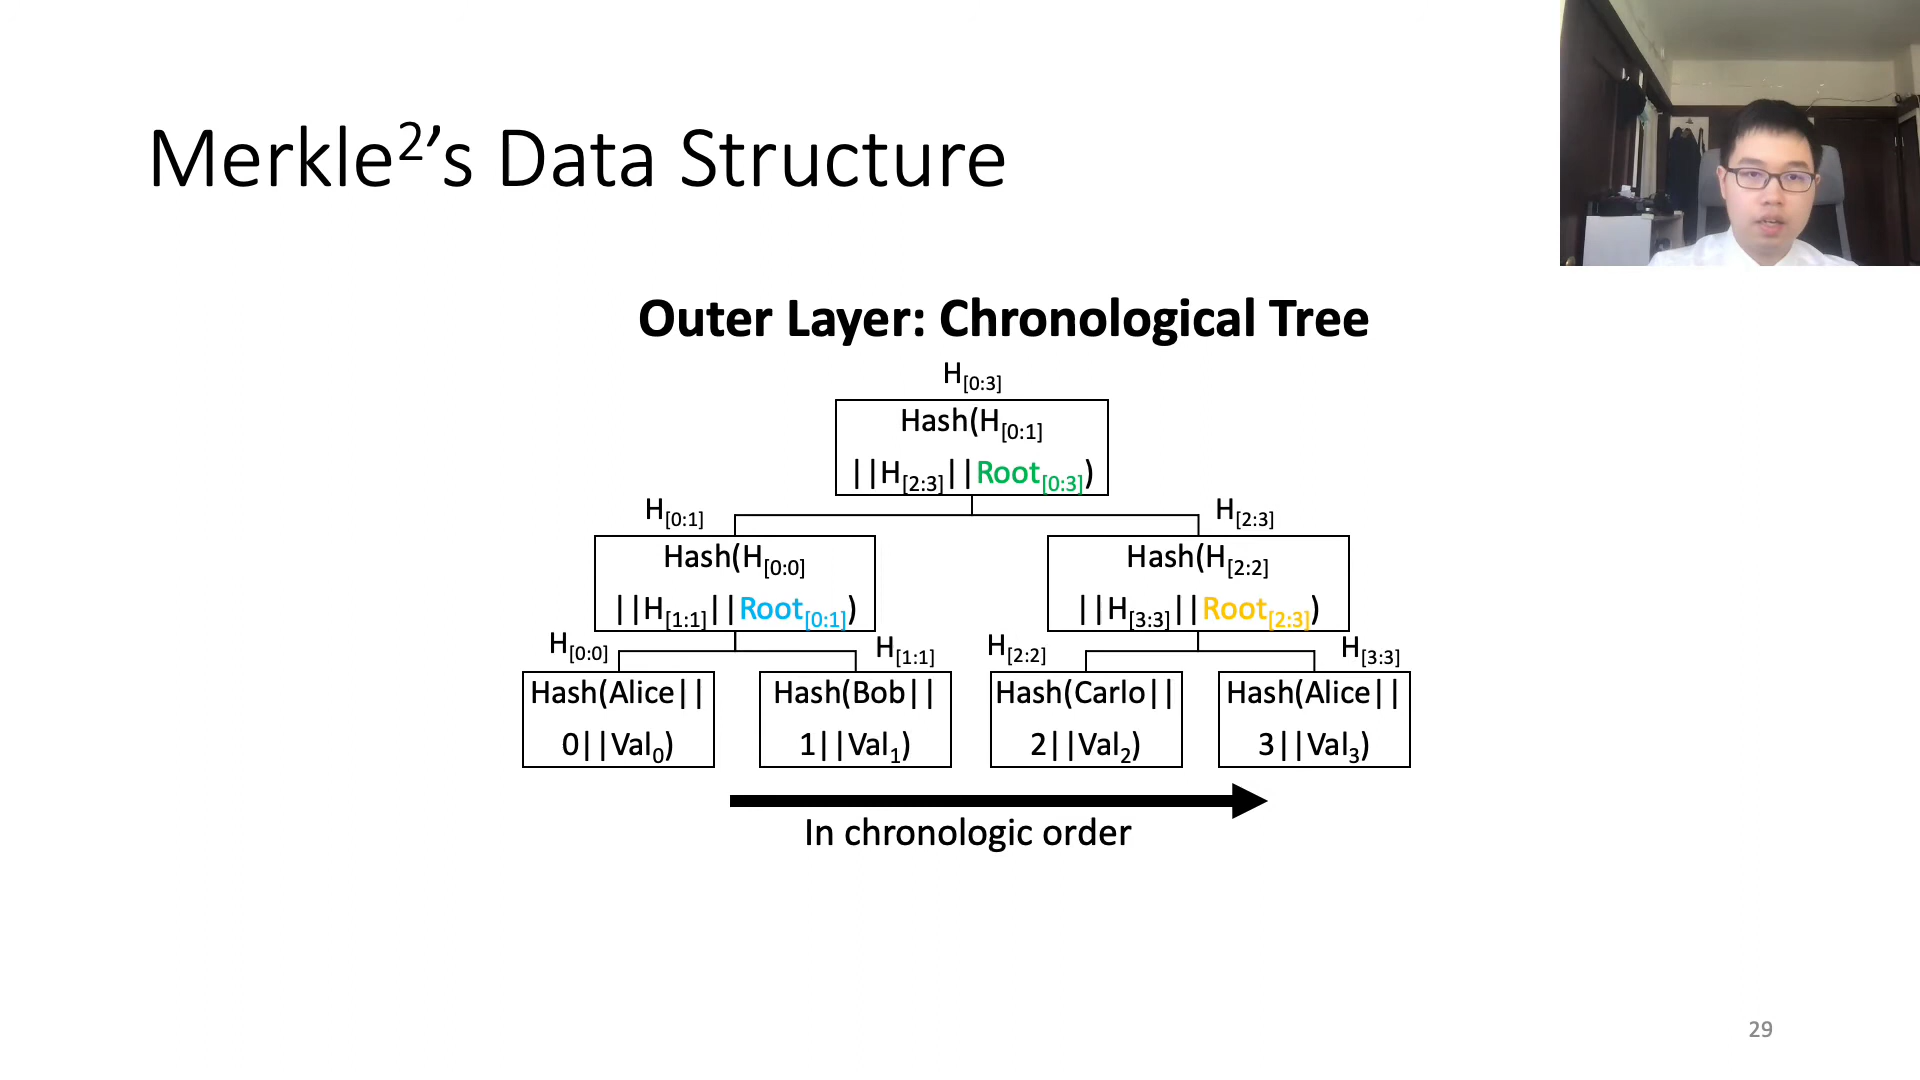 Merkle²’s Data Structure
Outer Layer: Chronological Tree
H[0:3]
Hash(H[0:1]
||H[2:3]||Root[0:3])
H[0:1]
H[2:3]
Hash(H[0:0]
||H[1:1]||Root[0:1])
Hash(H[2:2]
||H[3:3]||Root[2:3])
H[0:0]
H[1:1]
H[2:2]
H[3:3]
Hash(Alice||
0||Val₀)
Hash(Bob||
1||Val₁)
Hash(Carlo||
2||Val₂)
Hash(Alice||
3||Val₃)
In chronologic order
29